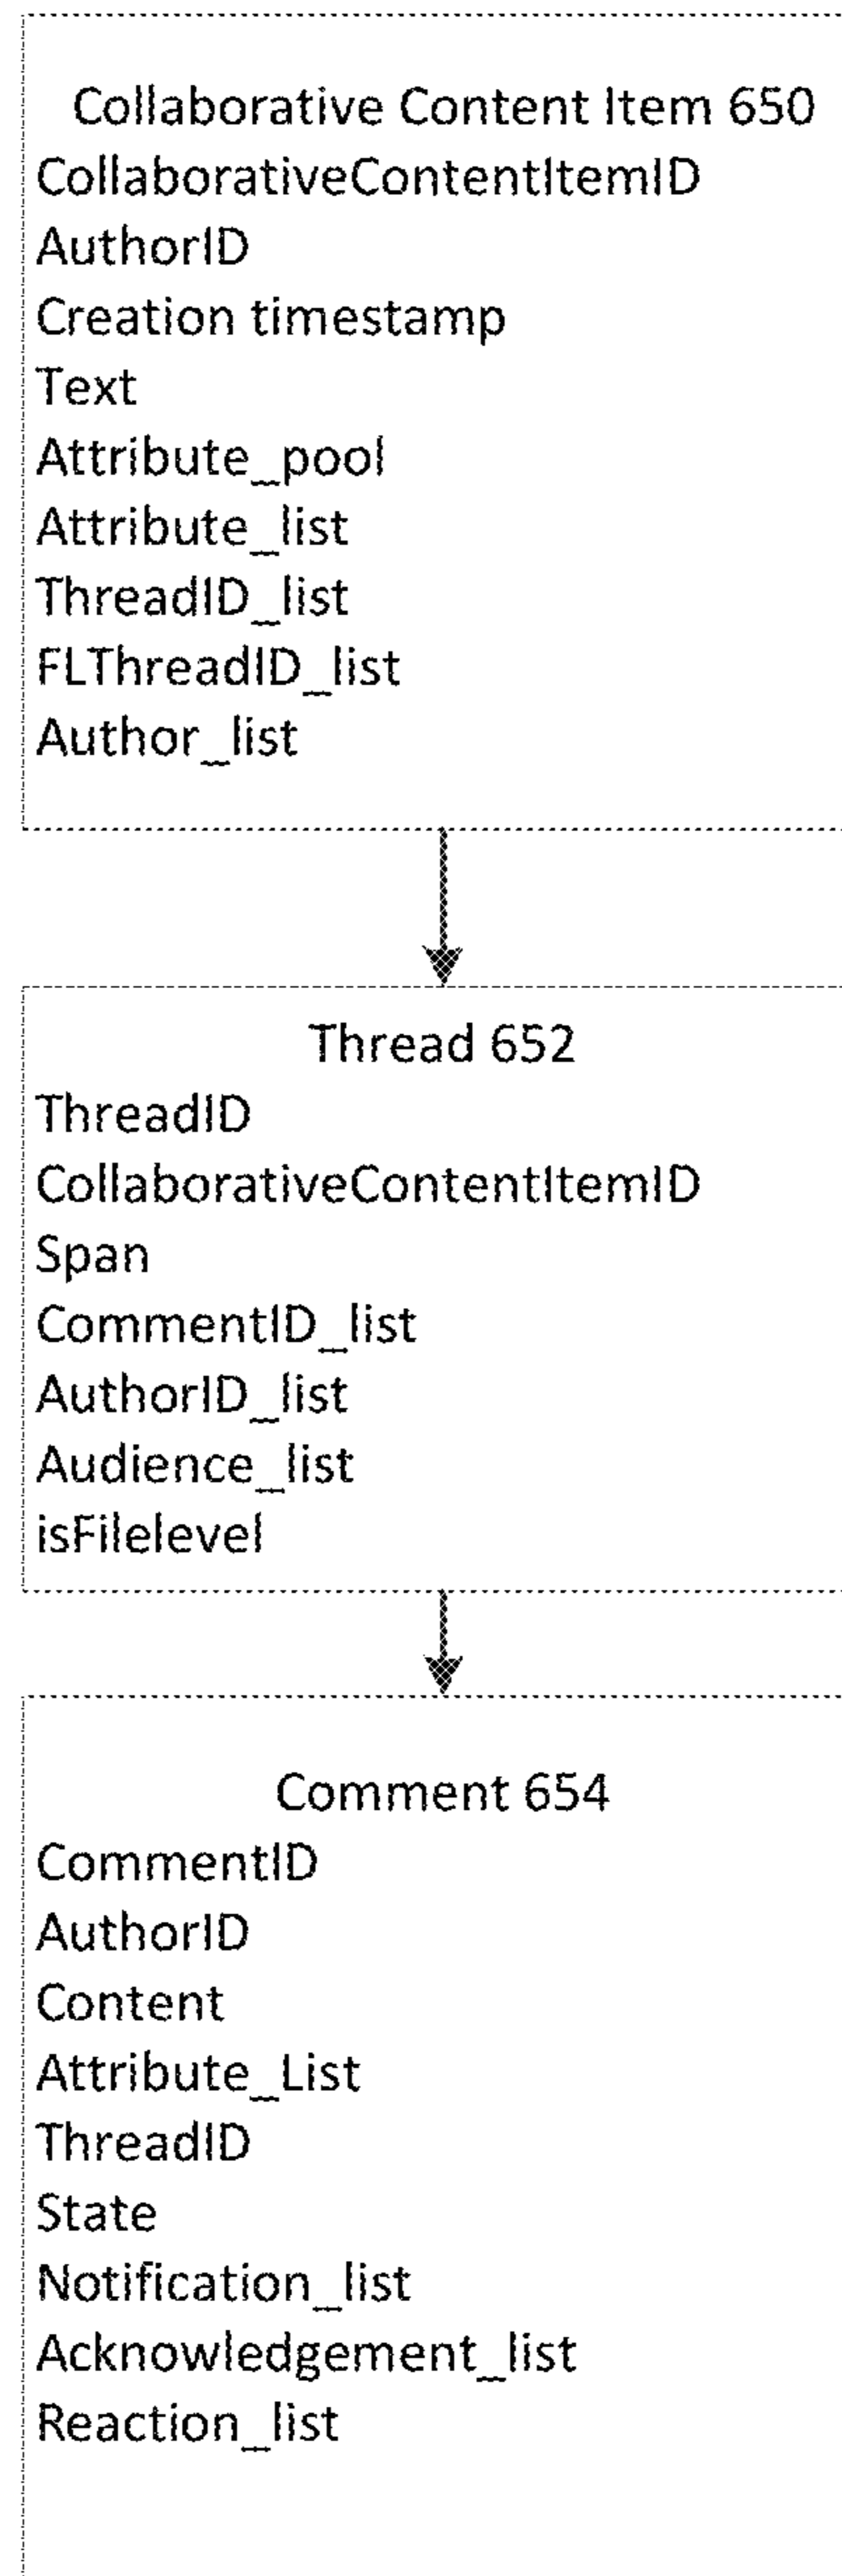 Collaborative Content Item 650
CollaborativeContentItemID
AuthorID
Creation timestamp
Text
Attribute_pool
Attribute_list
ThreadID_list
FLThreadID_list
Author_list
Thread 652
ThreadID
CollaborativeContentItemID
Span
CommentID_list
AuthorID_list
Audience_list
isFilelevel
Comment 654
CommentID
AuthorID
Content
Attribute_List
ThreadID
State
Notification_list
Acknowledgement_list
Reaction_list